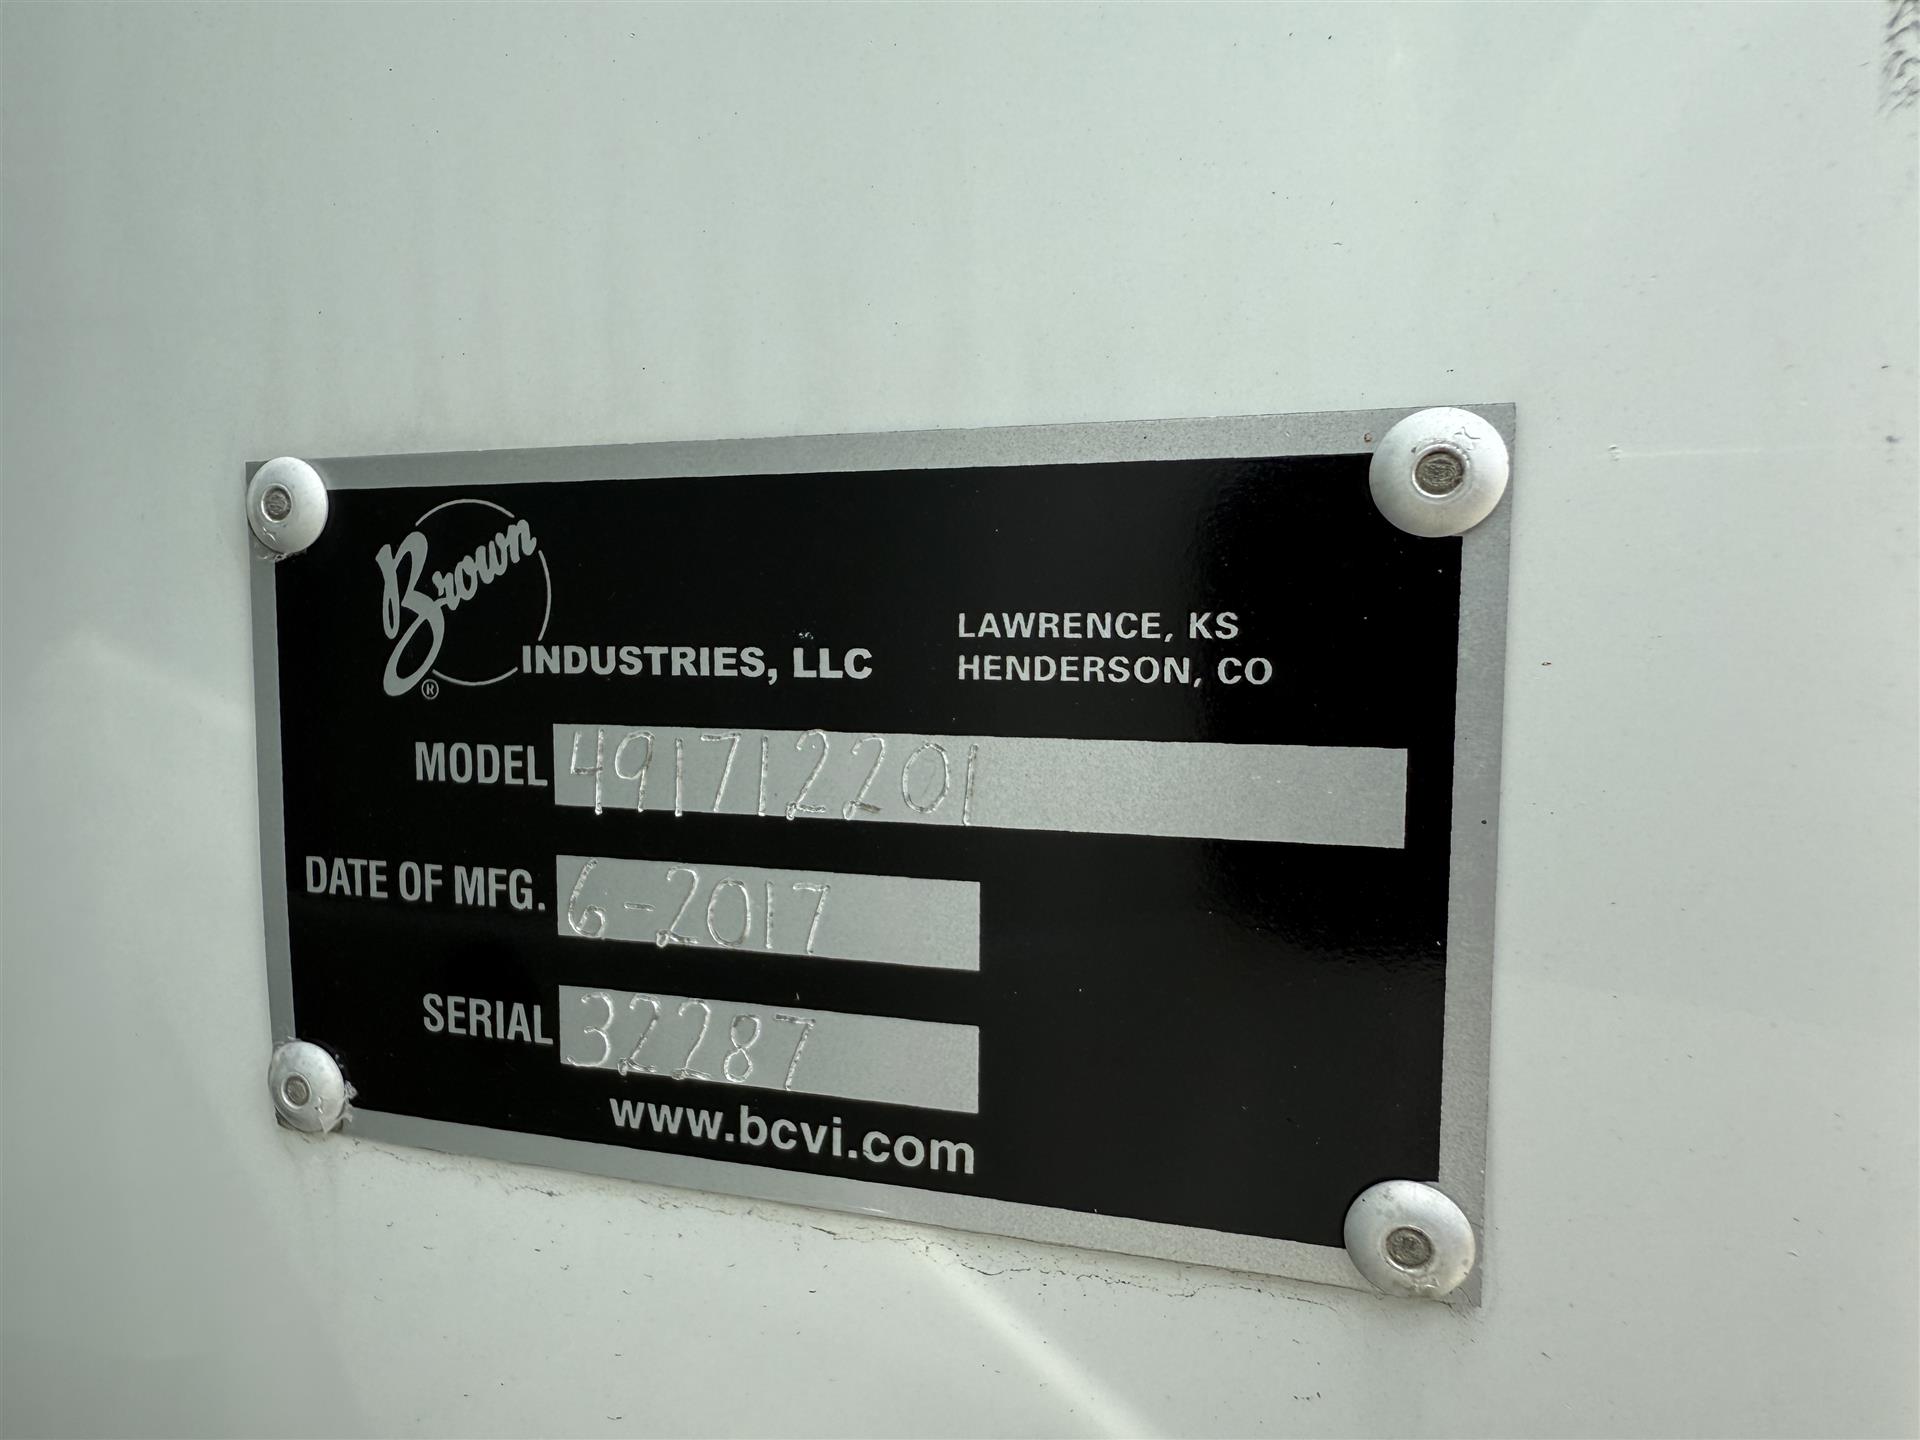 Brown®
INDUSTRIES, LLC
LAWRENCE, KS
HENDERSON, CO
MODEL 491712201
DATE OF MFG. 6-2017
SERIAL 32287
www.bcvi.com